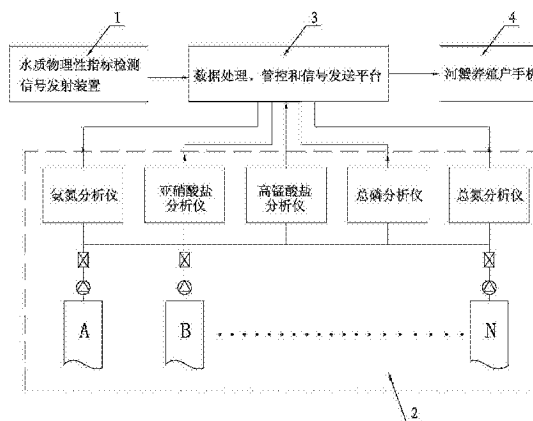 1
3
4
水质物理性指标检测
信号发射装置
数据处理、管控和信号发送平台
河蟹养殖户手机
氨氮分析仪
亚硝酸盐
分析仪
高锰酸盐
分析仪
总磷分析仪
总氮分析仪
A
B
N
2